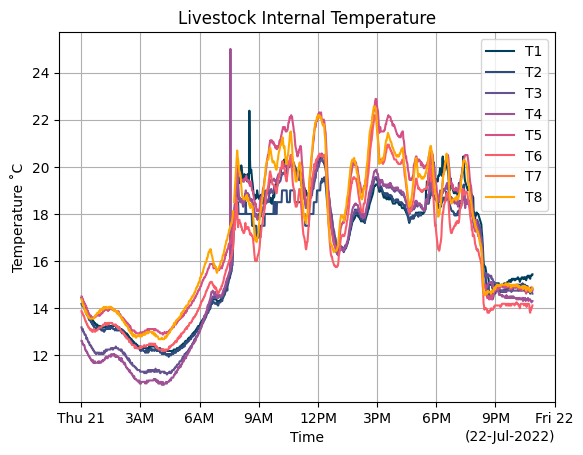 Livestock Internal Temperature
Temperature ˚C
24
22
20
18
16
14
12
T1
T2
T3
T4
T5
T6
T7
T8
Thu 21 3AM 6AM 9AM 12PM 3PM 6PM 9PM Fri 22
Time
(22-Jul-2022)